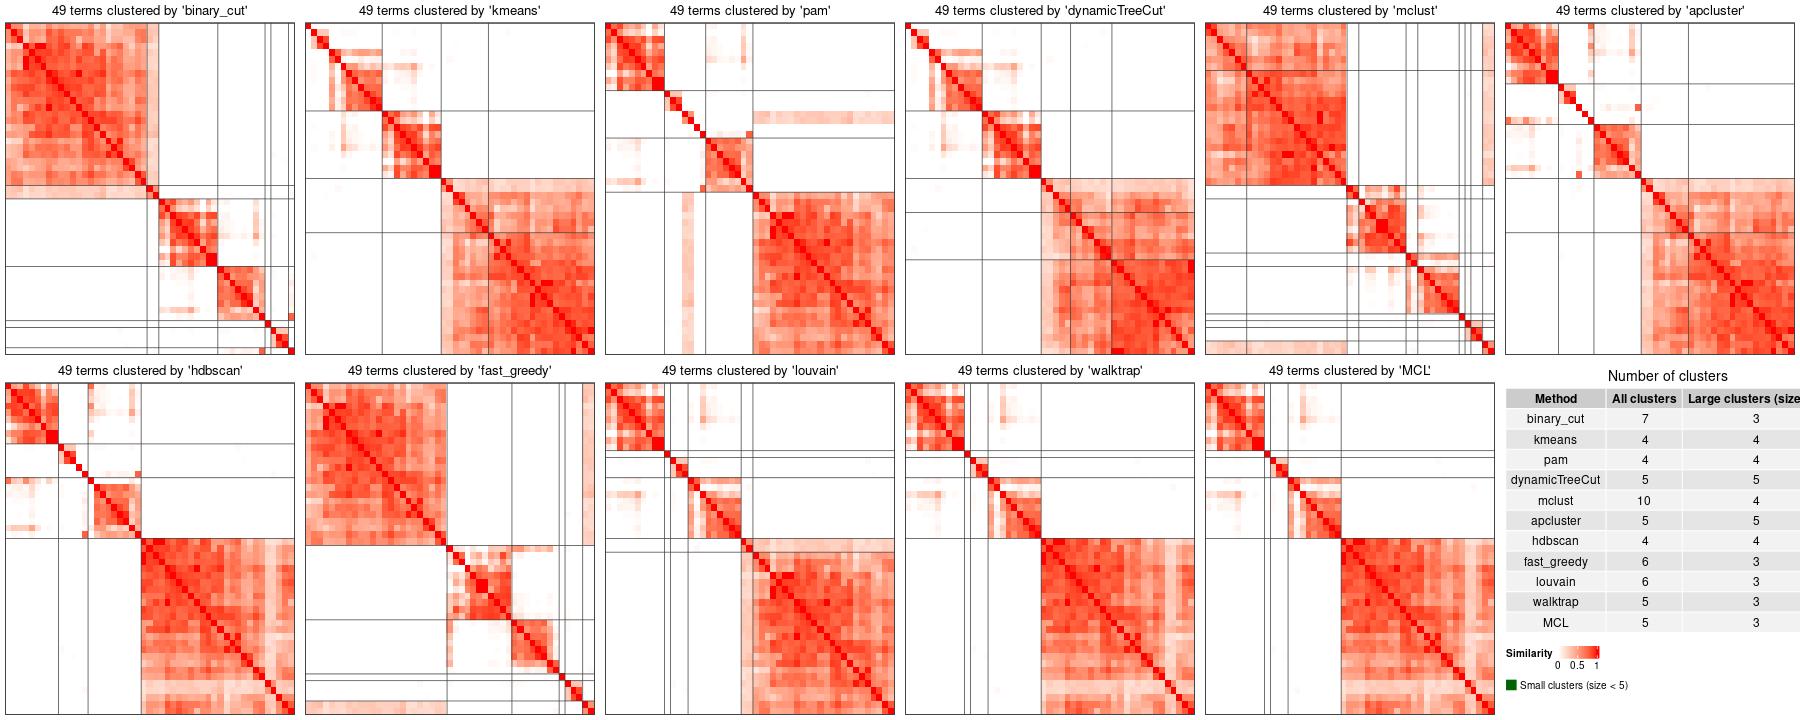 49 terms clustered by 'binary_cut'
49 terms clustered by 'kmeans'
49 terms clustered by 'pam'
49 terms clustered by 'dynamicTreeCut'
49 terms clustered by 'mclust'
49 terms clustered by 'apcluster'
49 terms clustered by 'hdbscan'
49 terms clustered by 'fast_greedy'
49 terms clustered by 'louvain'
49 terms clustered by 'walktrap'
49 terms clustered by 'MCL'
Number of clusters
Method All clusters Large clusters (size
binary_cut 7 3
kmeans 4 4
pam 4 4
dynamicTreeCut 5 5
mclust 10 4
apcluster 5 5
hdbscan 4 4
fast_greedy 6 3
louvain 6 3
walktrap 5 3
MCL 5 3
Similarity
0 0.5 1
Small clusters (size < 5)